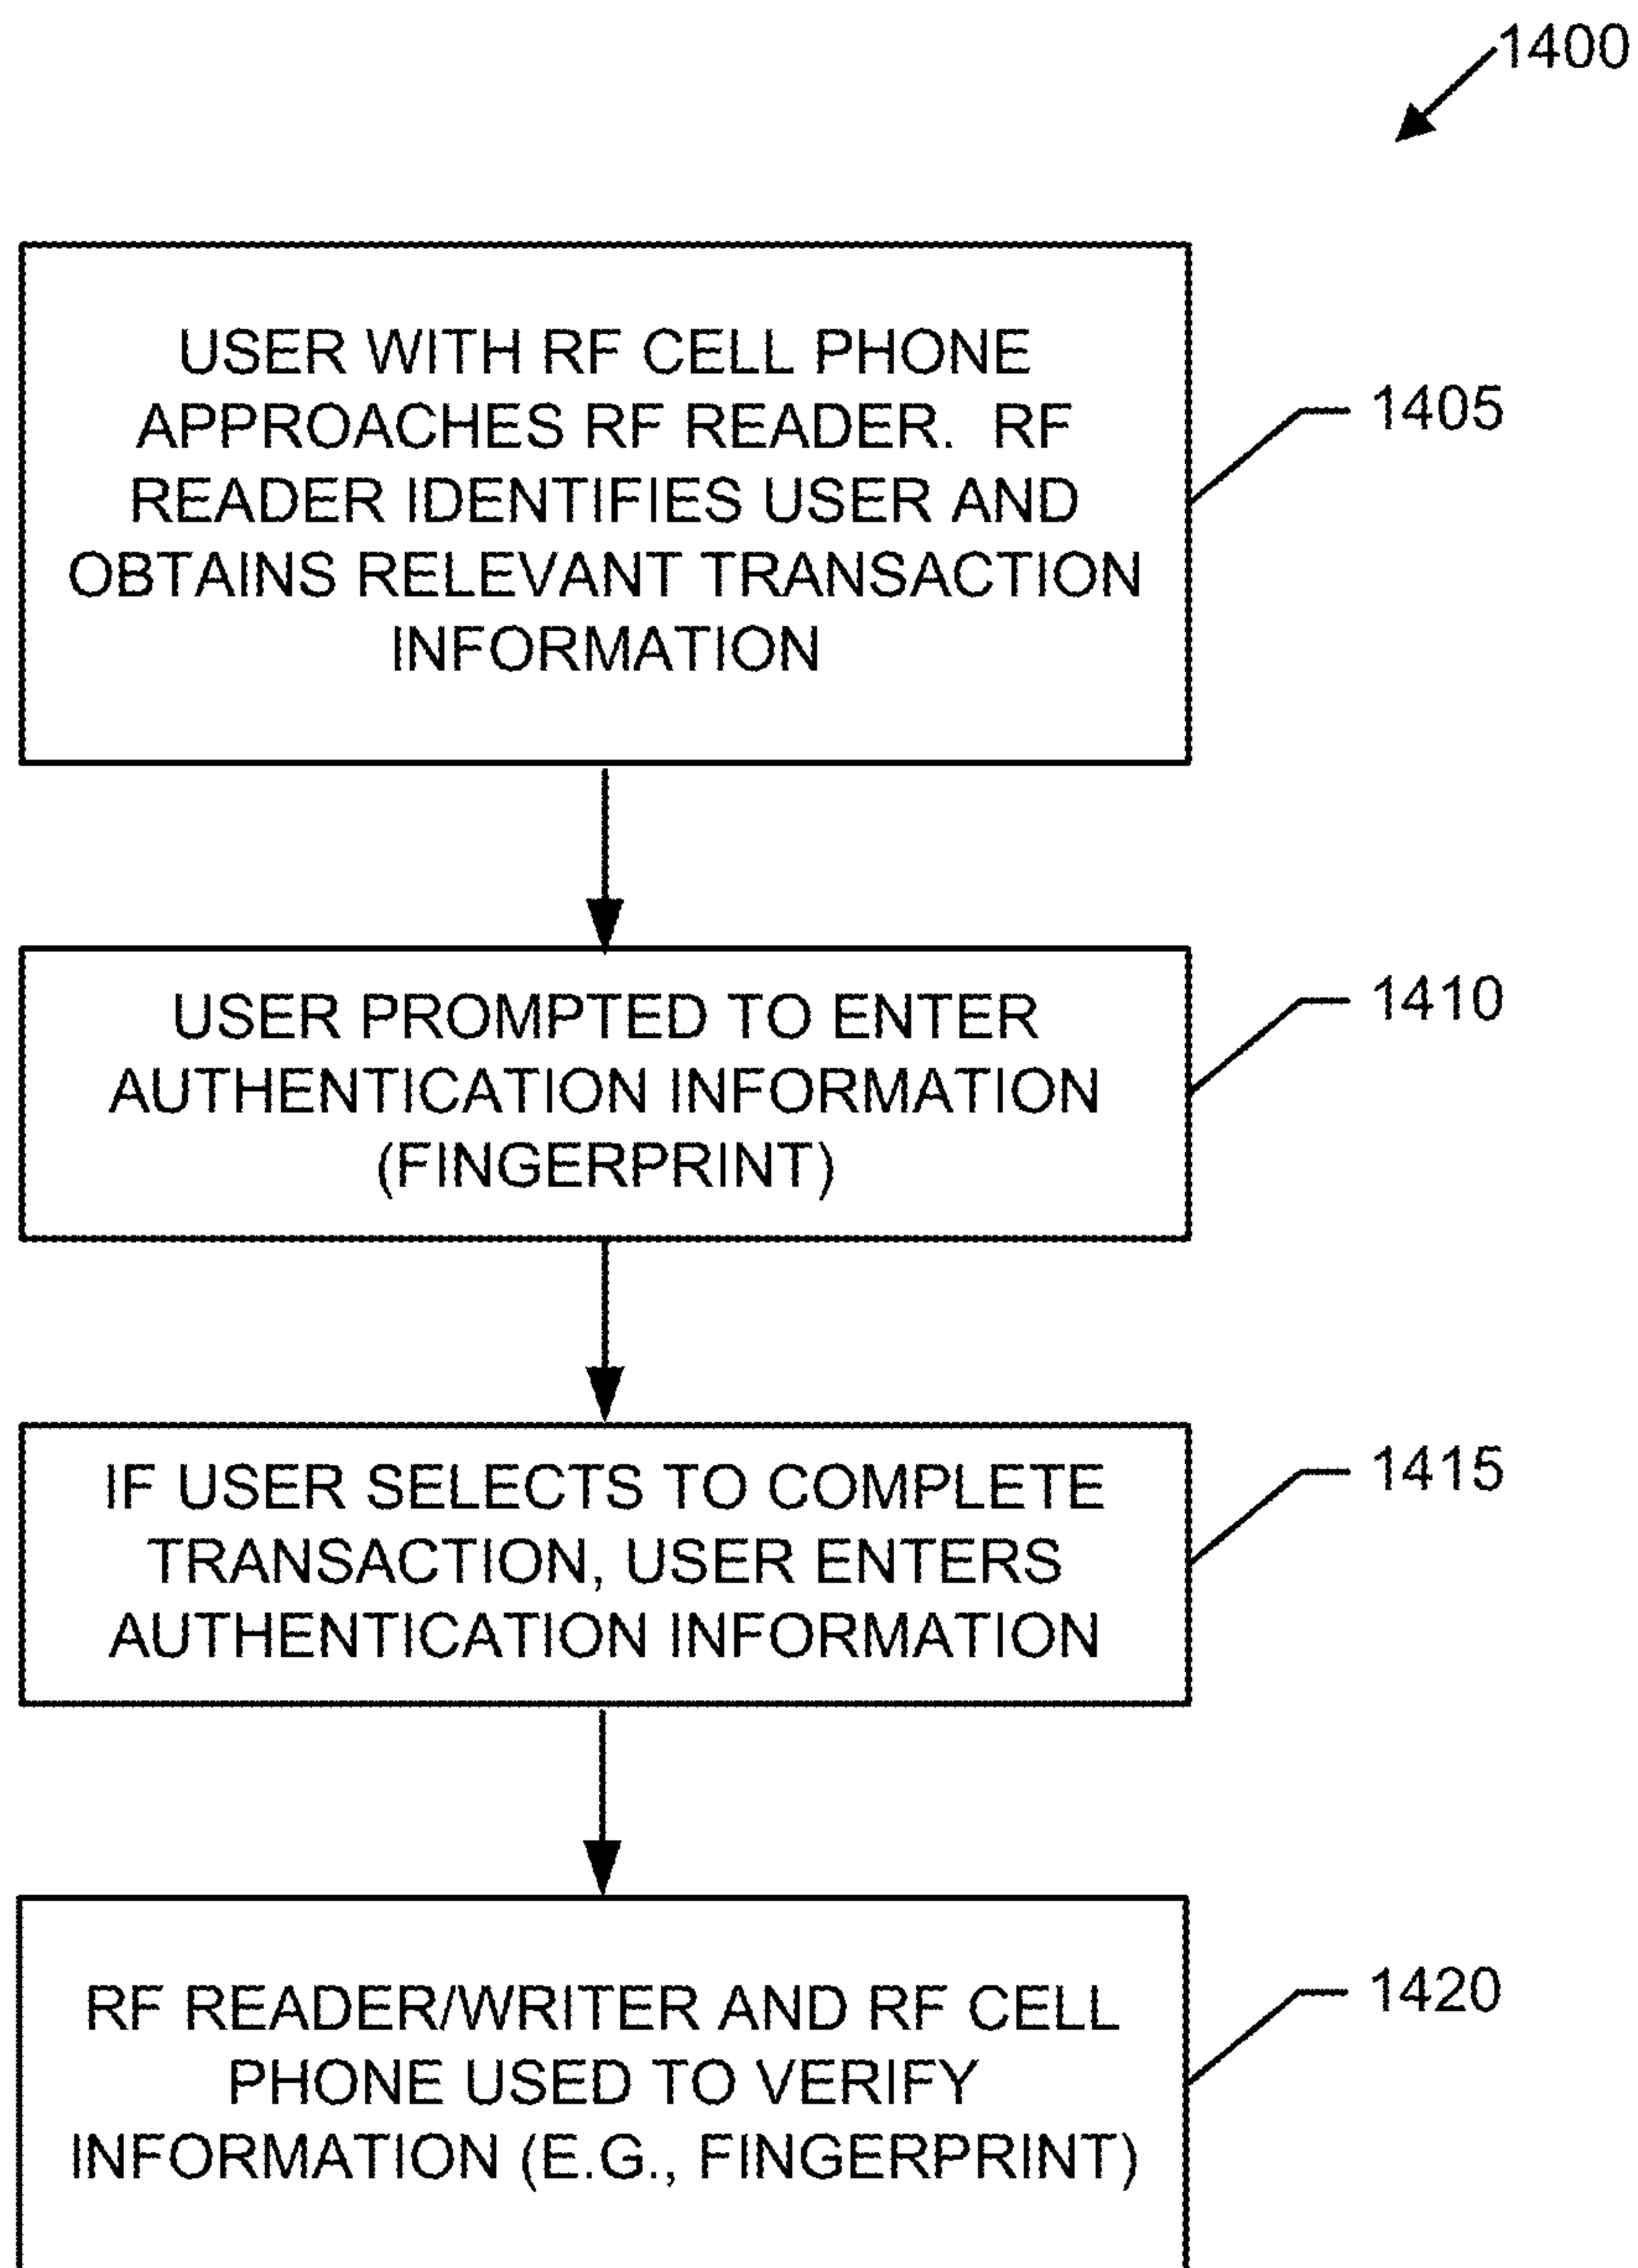 1400
USER WITH RF CELL PHONE
APPROACHES RF READER. RF
READER IDENTIFIES USER AND
OBTAINS RELEVANT TRANSACTION
INFORMATION
1405
USER PROMPTED TO ENTER
AUTHENTICATION INFORMATION
(FINGERPRINT)
1410
IF USER SELECTS TO COMPLETE
TRANSACTION, USER ENTERS
AUTHENTICATION INFORMATION
1415
RF READER/WRITER AND RF CELL
PHONE USED TO VERIFY
INFORMATION (E.G., FINGERPRINT)
1420